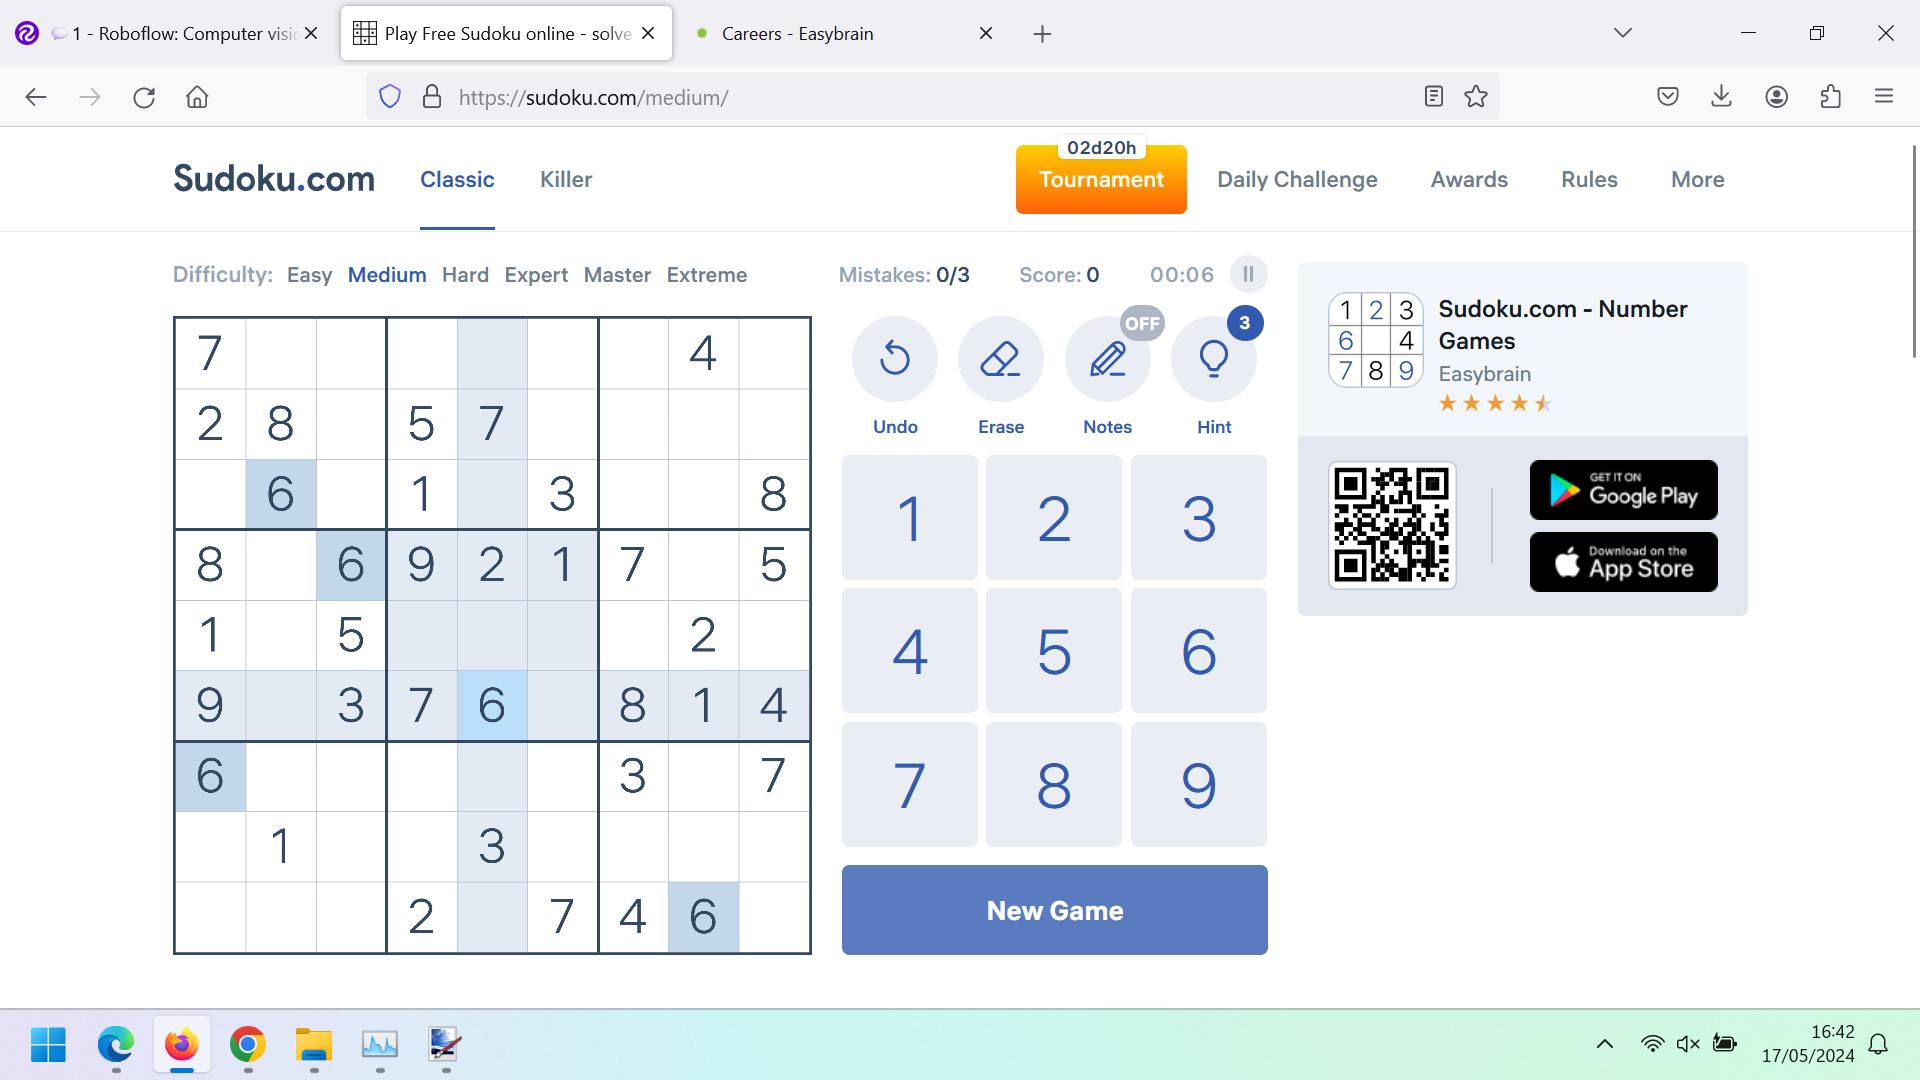 1 - Roboflow: Computer visi
Play Free Sudoku online - solve
Careers - Easybrain
https://sudoku.com/medium/
Sudoku.com
Classic
Killer
02d20h
Tournament
Daily Challenge
Awards
Rules
More
Difficulty: Easy Medium Hard Expert Master Extreme
Mistakes: 0/3
Score: 0
00:06
7 4
2 8 5 7
6 1 3 8
8 6 9 2 1 7 5
1 5 2
9 3 7 6 8 1 4
6 3 7
1 3
2 7 4 6
OFF
3
Undo
Erase
Notes
Hint
1 2 3
4 5 6
7 8 9
New Game
1 2 3
6 4
7 8 9
Sudoku.com - Number
Games
Easybrain
GET IT ON
Google Play
Download on the
App Store
16:42
17/05/2024